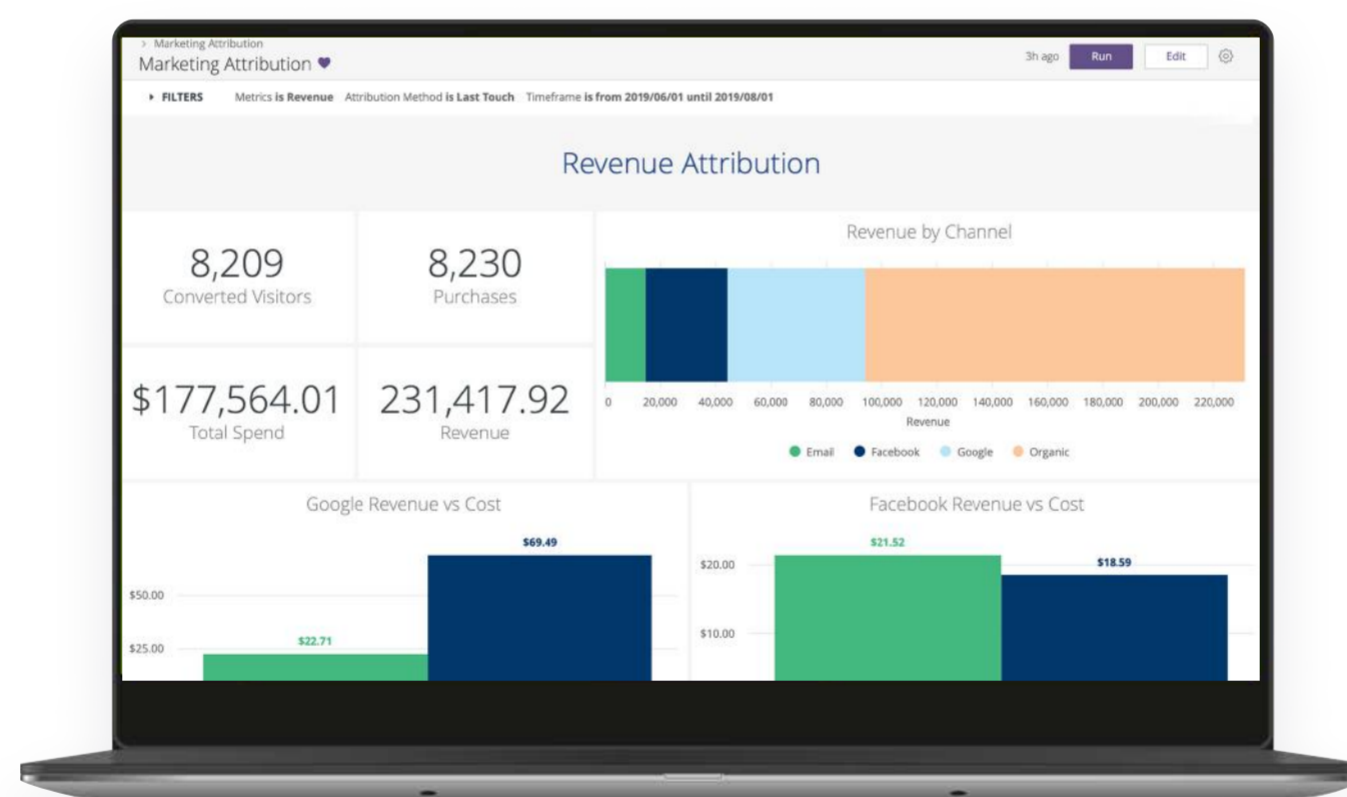 > Marketing Attribution
Marketing Attribution
3h ago Run Edit
FILTERS Metrics is Revenue Attribution Method is Last Touch Timeframe is from 2019/06/01 until 2019/08/01
Revenue Attribution
8,209
Converted Visitors
8,230
Purchases
$177,564.01
Total Spend
231,417.92
Revenue
Revenue by Channel
0 20,000 40,000 60,000 80,000 100,000 120,000 140,000 160,000 180,000 200,000 220,000
Revenue
Email Facebook Google Organic
Google Revenue vs Cost
$69.49
$50.00
$22.71
$25.00
Facebook Revenue vs Cost
$21.52
$18.59
$20.00
$10.00